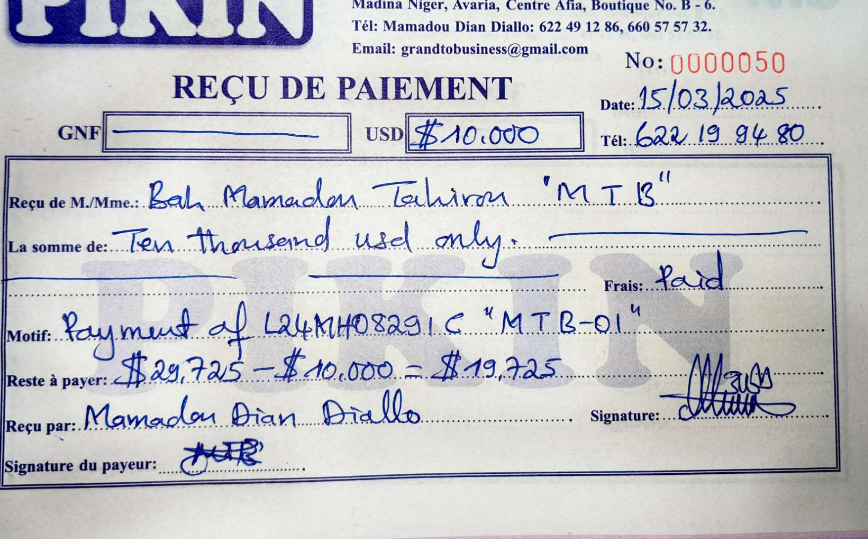 PIKIN
Madina Niger, Avaria, Centre Afia, Boutique No. B - 6.
Tél: Mamadou Dian Diallo: 622 49 12 86, 660 57 57 32.
Email: grandtobusiness@gmail.com
No: 0000050
REÇU DE PAIEMENT
Date: 15/03/2025
GNF USD $10.000 Tél: 622 19 94 80
Reçu de M./Mme.: Bah Mamadou Tahirou "MTB"
La somme de: Ten thousand usd only.
Frais: Paid
PIKIN
Motif: Payment of L24MH08291C "MTB-01"
Reste à payer: $29,725 - $10.000 = $19,725
Reçu par: Mamadou Dian Diallo Signature:
Signature du payeur: MTB